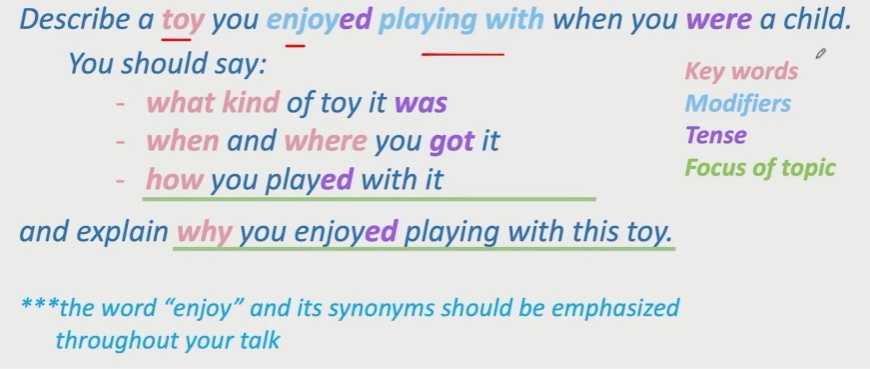 Describe a toy you enjoyed playing with when you were a child.
You should say:
- what kind of toy it was
- when and where you got it
- how you played with it
and explain why you enjoyed playing with this toy.
Key words
Modifiers
Tense
Focus of topic
***the word “enjoy” and its synonyms should be emphasized
throughout your talk